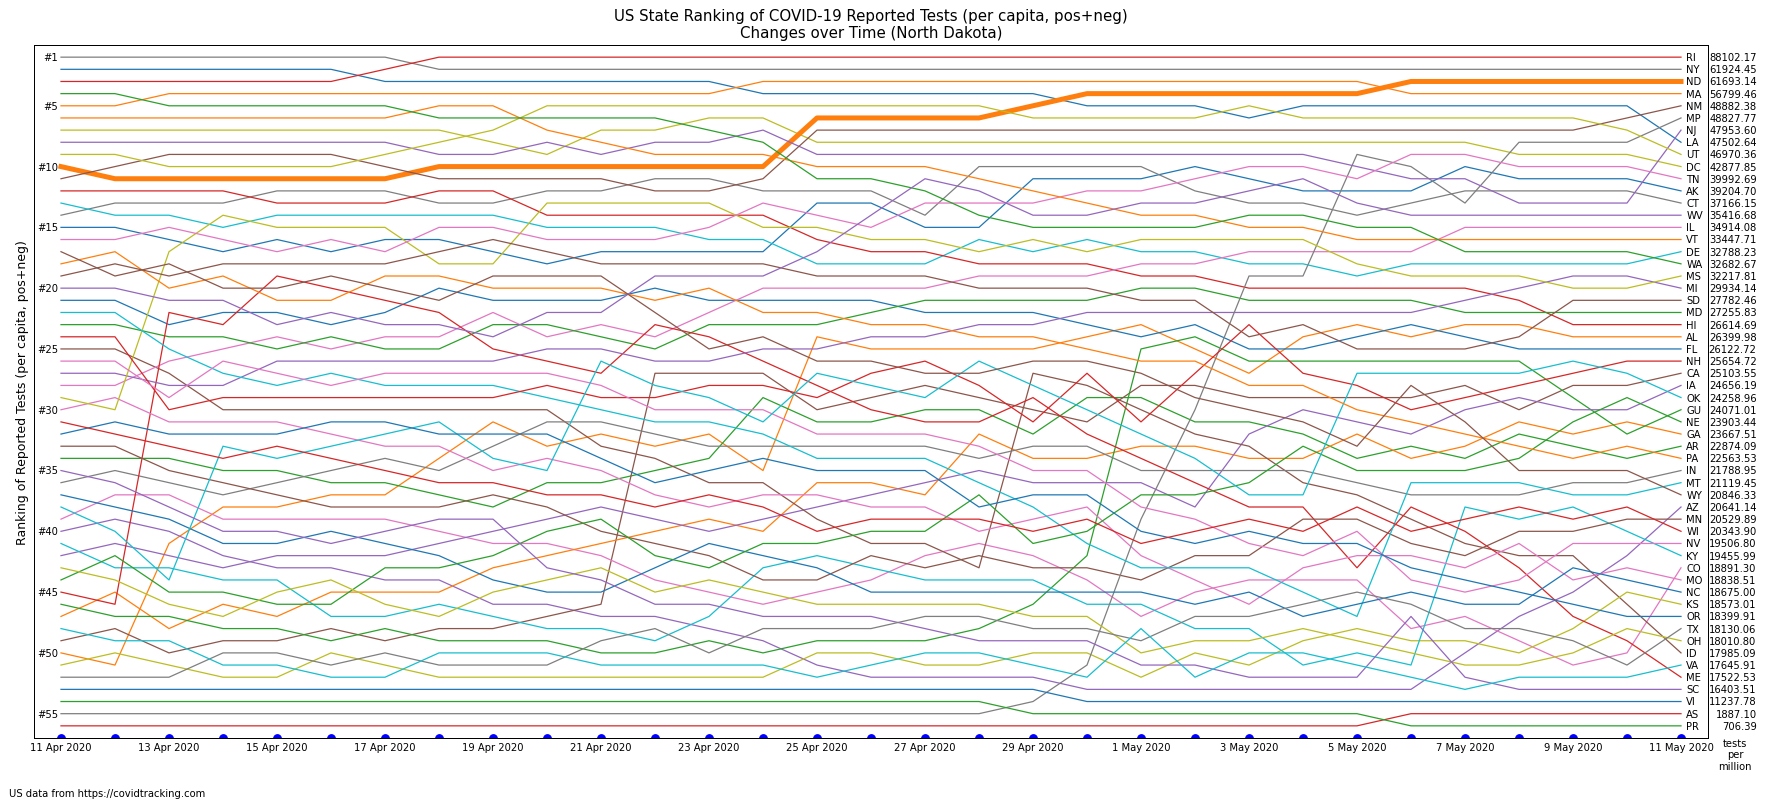 US State Ranking of COVID-19 Reported Tests (per capita, pos+neg)
Changes over Time (North Dakota)
Ranking of Reported Tests (per capita, pos+neg)
#1
#5
#10
#15
#20
#25
#30
#35
#40
#45
#50
#55
RI 88102.17
NY 61924.45
ND 61693.14
MA 56799.46
NM 48882.38
MP 48827.77
NJ 47953.60
LA 47502.64
UT 46970.36
DC 42877.85
TN 39992.69
AK 39204.70
CT 37166.15
WV 35416.68
IL 34914.08
VT 33447.71
DE 32788.23
WA 32682.67
MS 32217.81
MI 29934.14
SD 27782.46
MD 27255.83
HI 26614.69
AL 26399.98
FL 26122.72
NH 25654.72
CA 25103.55
IA 24656.19
OK 24258.96
GU 24071.01
NE 23903.44
GA 23667.51
AR 22874.09
PA 22563.53
IN 21788.95
MT 21119.45
WY 20846.33
AZ 20641.14
MN 20529.89
WI 20343.90
NV 19506.80
KY 19455.99
CO 18891.30
MO 18838.51
NC 18675.00
KS 18573.01
OR 18399.91
TX 18130.06
OH 18010.80
ID 17985.09
VA 17645.91
ME 17522.53
SC 16403.51
VI 11237.78
AS 1887.10
PR 706.39
11 Apr 2020 13 Apr 2020 15 Apr 2020 17 Apr 2020 19 Apr 2020 21 Apr 2020 23 Apr 2020 25 Apr 2020 27 Apr 2020 29 Apr 2020 1 May 2020 3 May 2020 5 May 2020 7 May 2020 9 May 2020 11 May 2020
tests
per
million
US data from https://covidtracking.com